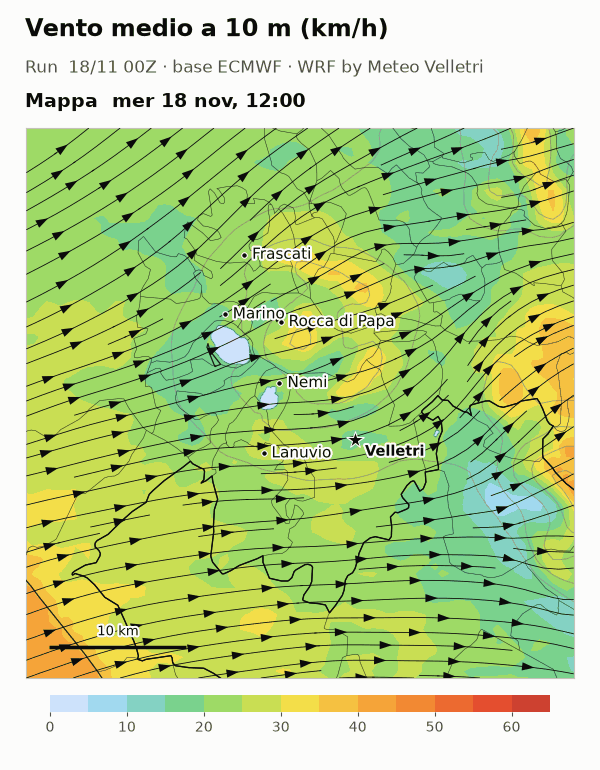 Vento medio a 10 m (km/h)
Run  18/11 00Z · base ECMWF · WRF by Meteo Velletri
Mappa  mer 18 nov, 12:00
Frascati
Marino
Rocca di Papa
Nemi
Velletri
Lanuvio
10 km
0 10 20 30 40 50 60